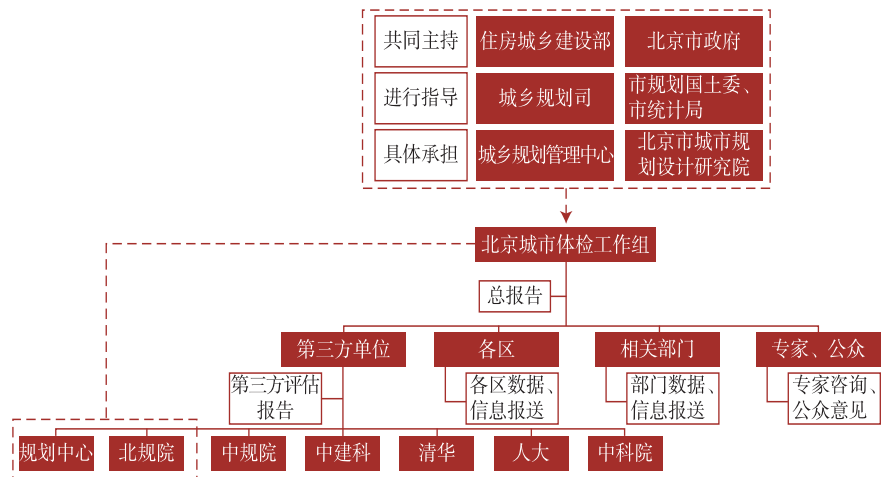 共同主持
住房城乡建设部
北京市政府
进行指导
城乡规划司
市规划国土委、
市统计局
具体承担
城乡规划管理中心
北京市城市规
划设计研究院
北京城市体检工作组
总报告
第三方单位
各区
相关部门
专家、公众
第三方评估
报告
各区数据、
信息报送
部门数据、
信息报送
专家咨询、
公众意见
规划中心
北规院
中规院
中建科
清华
人大
中科院